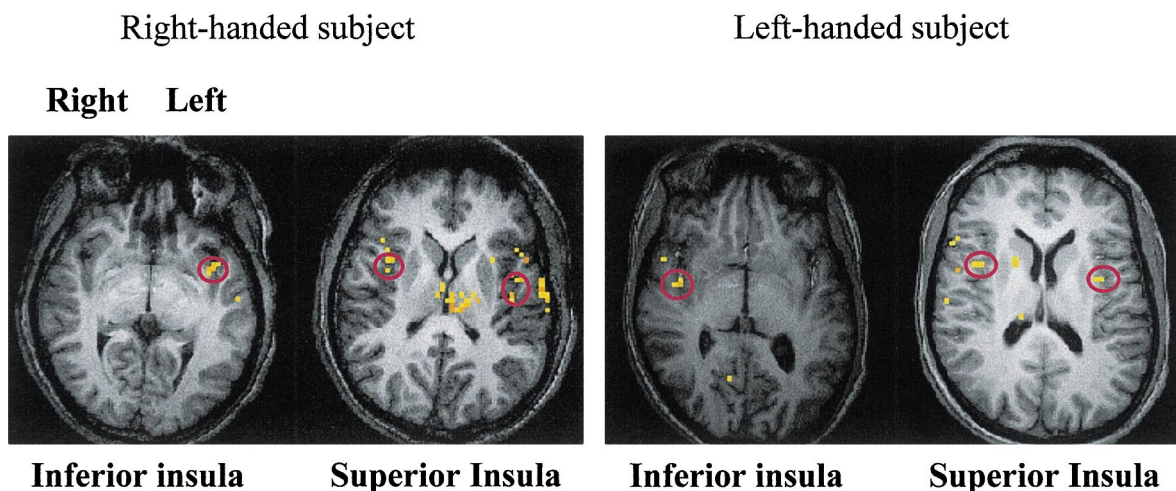 Right-handed subject
Left-handed subject
Right Left
Inferior insula
Superior Insula
Inferior insula
Superior Insula